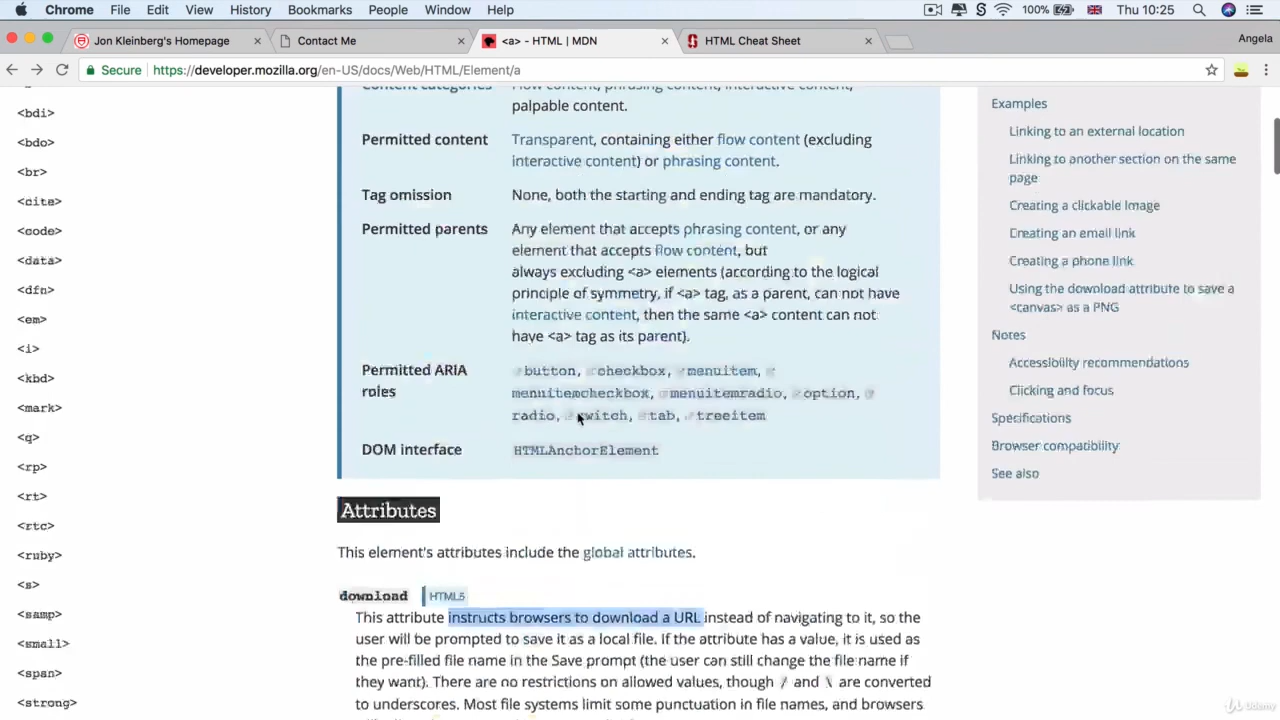 Chrome File Edit View History Bookmarks People Window Help 100% Thu 10:25
Jon Kleinberg's Homepage Contact Me <a> - HTML | MDN HTML Cheat Sheet Angela
Secure https://developer.mozilla.org/en-US/docs/Web/HTML/Element/a
<bdi>
<bdo>
<br>
<cite>
<code>
<data>
<dfn>
<em>
<i>
<kbd>
<mark>
<q>
<rp>
<rt>
<rtc>
<ruby>
<s>
<samp>
<small>
<span>
<strong>
Content categories Flow content, phrasing content, interactive content,
palpable content.
Permitted content Transparent, containing either flow content (excluding
interactive content) or phrasing content.
Tag omission None, both the starting and ending tag are mandatory.
Permitted parents Any element that accepts phrasing content, or any
element that accepts flow content, but
always excluding <a> elements (according to the logical
principle of symmetry, if <a> tag, as a parent, can not have
interactive content, then the same <a> content can not
have <a> tag as its parent).
Permitted ARIA
roles
button, checkbox, menuitem,
menuitemcheckbox, menuitemradio, option,
radio, switch, tab, treeitem
DOM interface HTMLAnchorElement
Attributes
This element's attributes include the global attributes.
download HTML5
This attribute instructs browsers to download a URL instead of navigating to it, so the
user will be prompted to save it as a local file. If the attribute has a value, it is used as
the pre-filled file name in the Save prompt (the user can still change the file name if
they want). There are no restrictions on allowed values, though / and \ are converted
to underscores. Most file systems limit some punctuation in file names, and browsers
Examples
Linking to an external location
Linking to another section on the same
page
Creating a clickable image
Creating an email link
Creating a phone link
Using the download attribute to save a
<canvas> as a PNG
Notes
Accessibility recommendations
Clicking and focus
Specifications
Browser compatibility
See also
Udemy